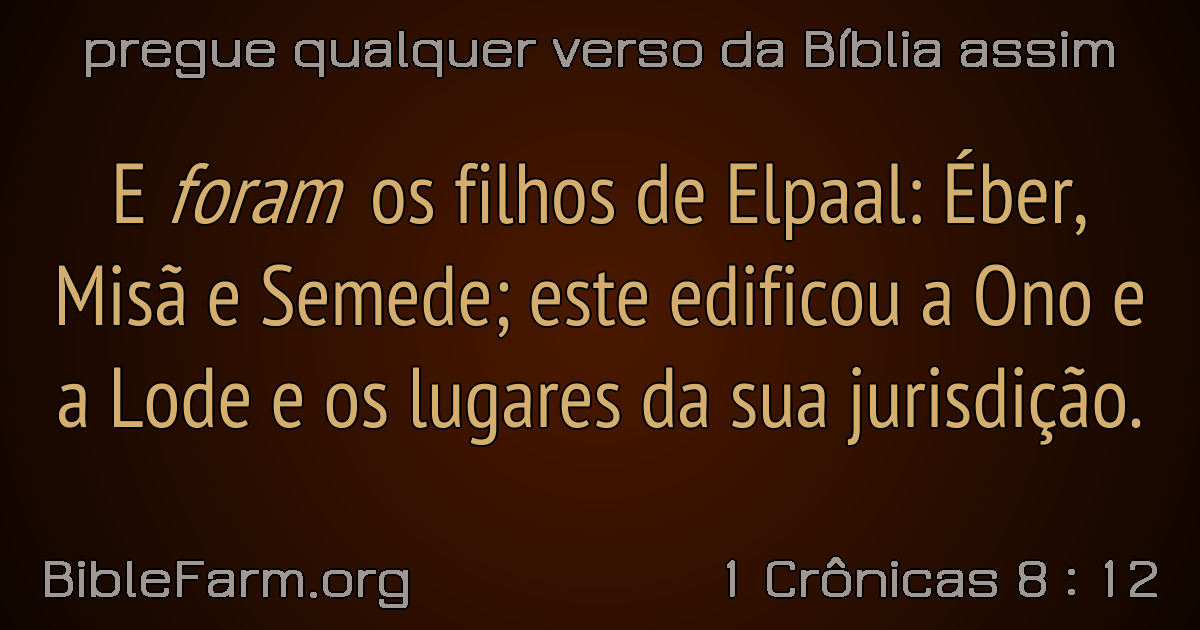 pregue qualquer verso da Bíblia assim
E foram os filhos de Elpaal: Éber,
Misã e Semede; este edificou a Ono e
a Lode e os lugares da sua jurisdição.
BibleFarm.org
1 Crônicas 8 : 12